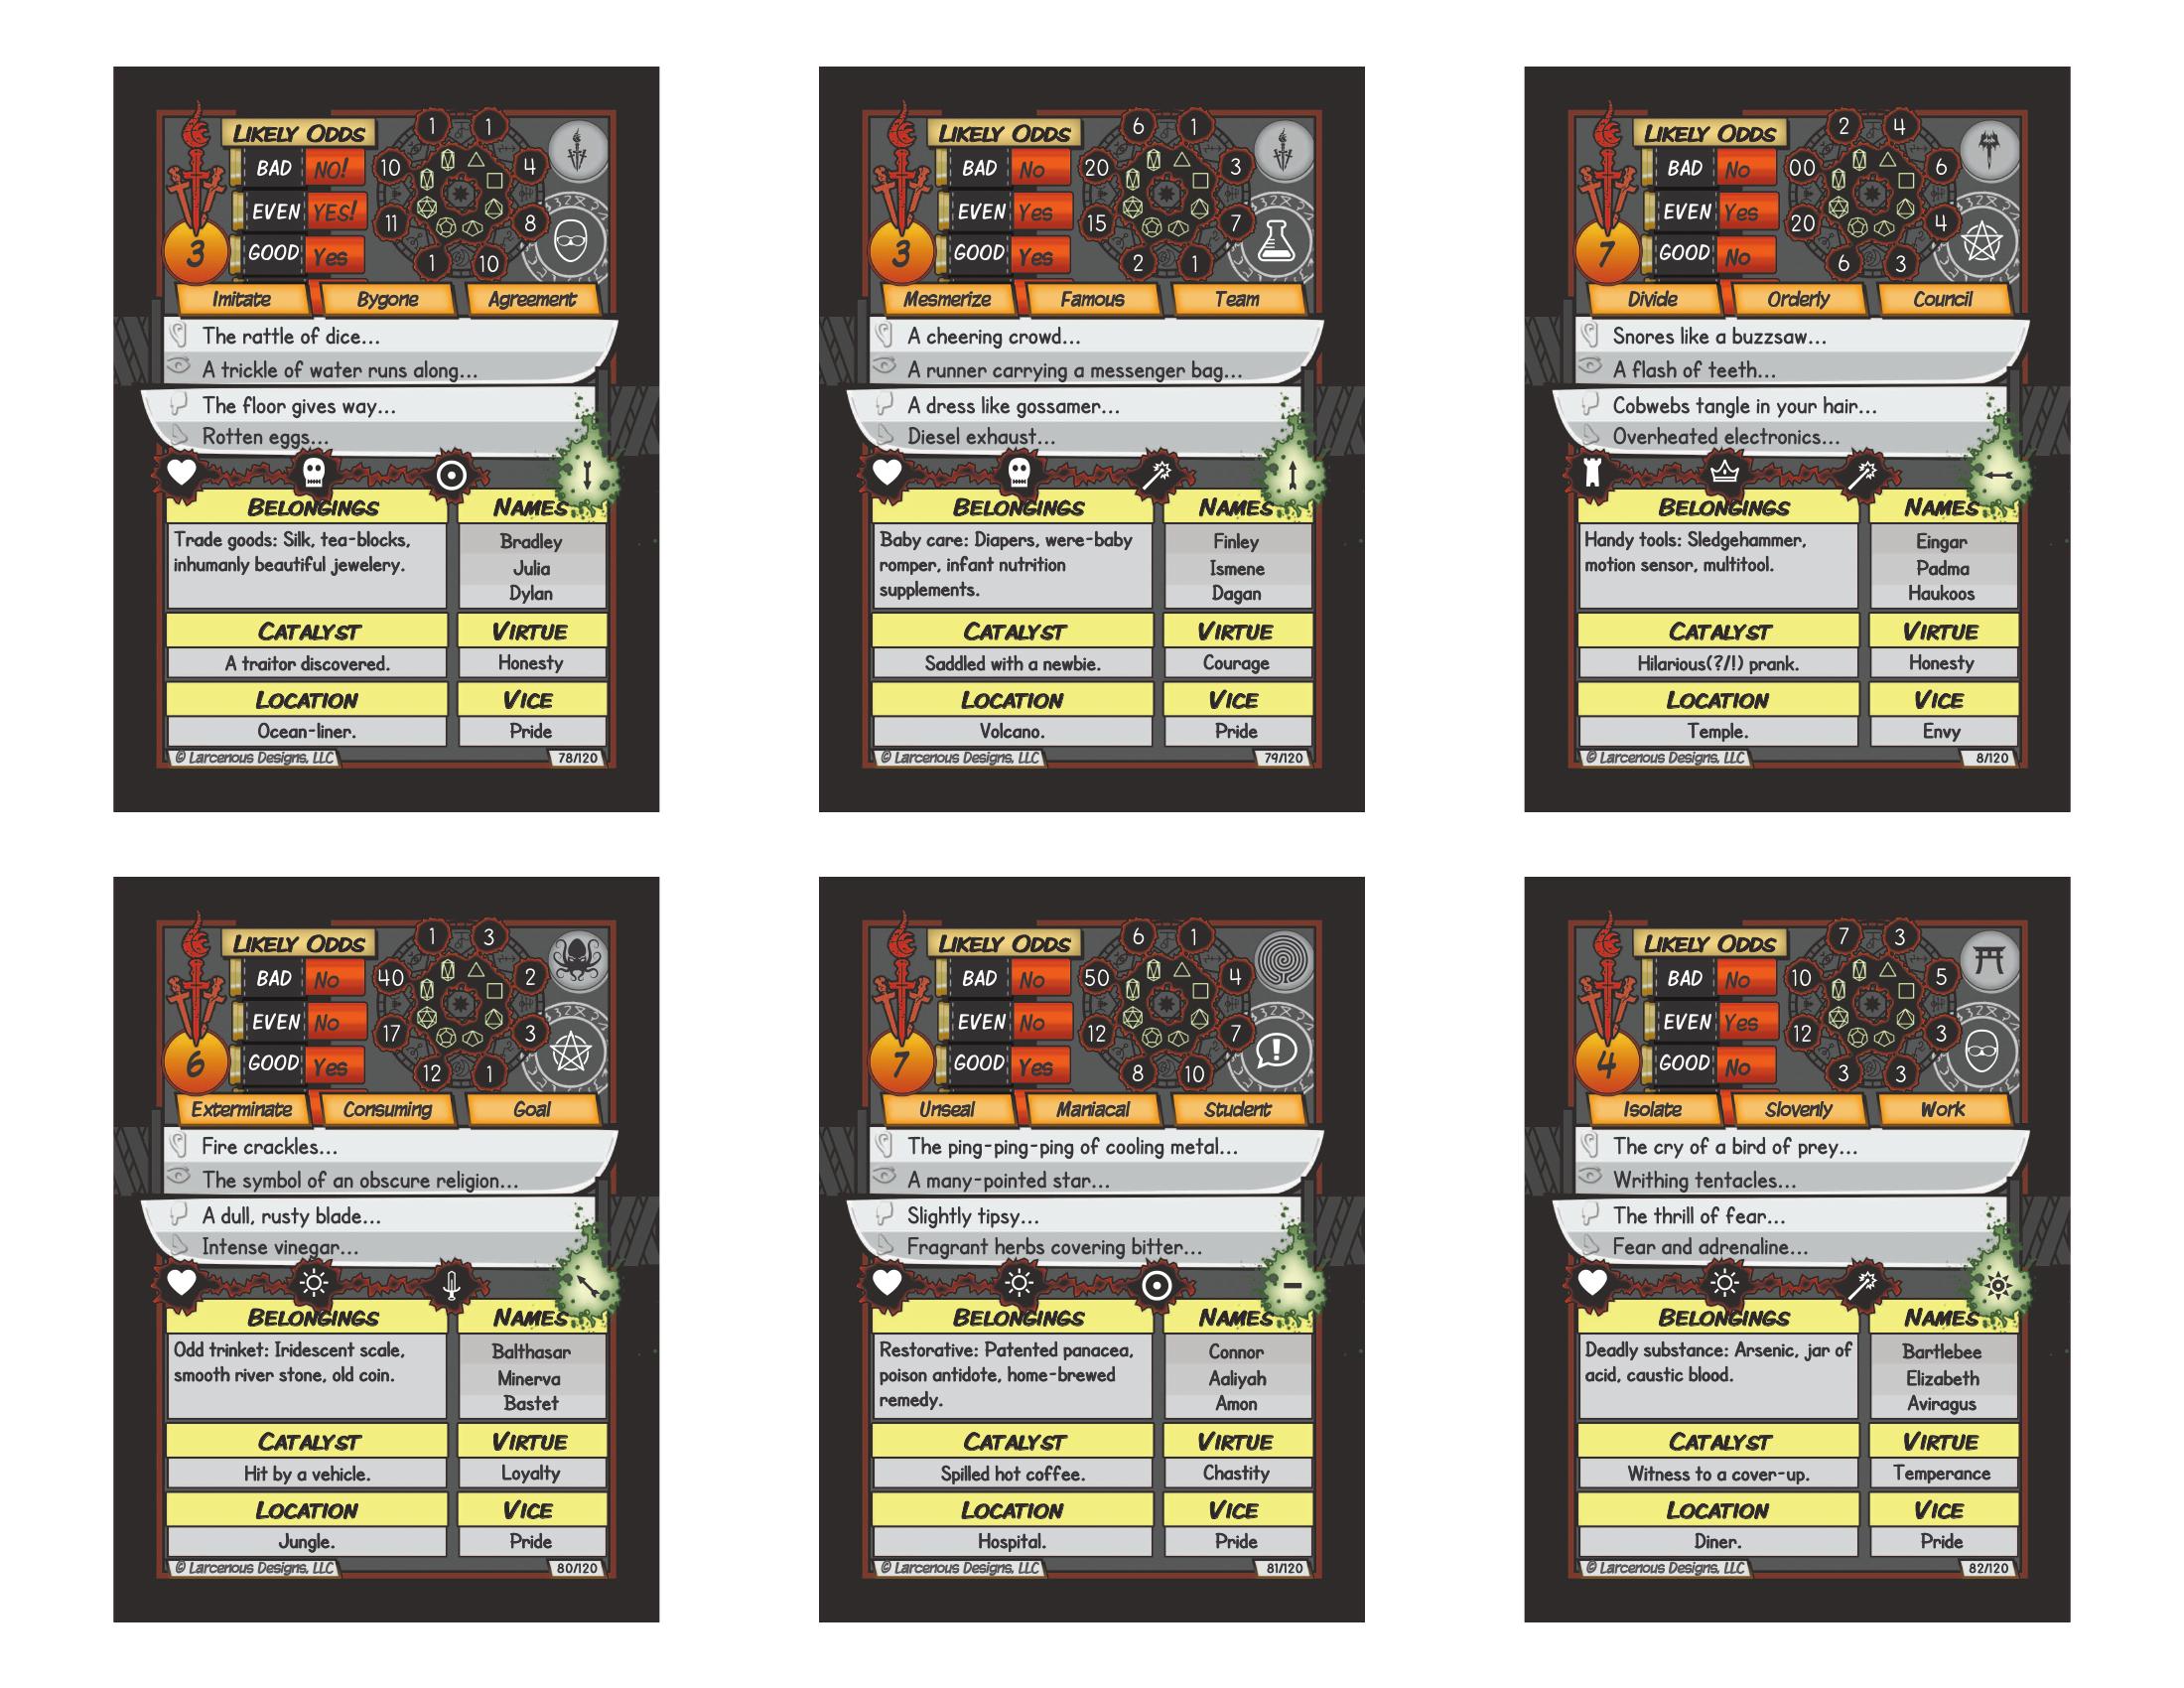 LIKELY ODDS
1 1
BAD NO!
10 4
EVEN YES!
11 8
GOOD Yes
3
1 10
Imitate Bygone Agreement
The rattle of dice...
A trickle of water runs along...
The floor gives way...
Rotten eggs...
BELONGINGS NAMES
Trade goods: Silk, tea-blocks,
inhumanly beautiful jewelery.
Bradley
Julia
Dylan
CATALYST VIRTUE
A traitor discovered. Honesty
LOCATION VICE
Ocean-liner. Pride
© Larcenous Designs, LLC 78/120
LIKELY ODDS
6 1
BAD No
20 3
EVEN Yes
15 7
GOOD Yes
3
2 1
Mesmerize Famous Team
A cheering crowd...
A runner carrying a messenger bag...
A dress like gossamer...
Diesel exhaust...
BELONGINGS NAMES
Baby care: Diapers, were-baby
romper, infant nutrition
supplements.
Finley
Ismene
Dagan
CATALYST VIRTUE
Saddled with a newbie. Courage
LOCATION VICE
Volcano. Pride
© Larcenous Designs, LLC 79/120
LIKELY ODDS
2 4
BAD No
00 6
EVEN Yes
20 4
GOOD No
7
6 3
Divide Orderly Council
Snores like a buzzsaw...
A flash of teeth...
Cobwebs tangle in your hair...
Overheated electronics...
BELONGINGS NAMES
Handy tools: Sledgehammer,
motion sensor, multitool.
Eingar
Padma
Haukoos
CATALYST VIRTUE
Hilarious(?/!) prank. Honesty
LOCATION VICE
Temple. Envy
© Larcenous Designs, LLC 8/120
LIKELY ODDS
1 3
BAD No
40 2
EVEN No
17 3
GOOD Yes
6
12 1
Exterminate Consuming Goal
Fire crackles...
The symbol of an obscure religion...
A dull, rusty blade...
Intense vinegar...
BELONGINGS NAMES
Odd trinket: Iridescent scale,
smooth river stone, old coin.
Balthasar
Minerva
Bastet
CATALYST VIRTUE
Hit by a vehicle. Loyalty
LOCATION VICE
Jungle. Pride
© Larcenous Designs, LLC 80/120
LIKELY ODDS
6 1
BAD No
50 4
EVEN No
12 7
GOOD Yes
7
8 10
Unseal Maniacal Student
The ping-ping-ping of cooling metal...
A many-pointed star...
Slightly tipsy...
Fragrant herbs covering bitter...
BELONGINGS NAMES
Restorative: Patented panacea,
poison antidote, home-brewed
remedy.
Connor
Aaliyah
Amon
CATALYST VIRTUE
Spilled hot coffee. Chastity
LOCATION VICE
Hospital. Pride
© Larcenous Designs, LLC 81/120
LIKELY ODDS
7 3
BAD No
10 5
EVEN Yes
12 3
GOOD No
4
3 3
Isolate Slovenly Work
The cry of a bird of prey...
Writhing tentacles...
The thrill of fear...
Fear and adrenaline...
BELONGINGS NAMES
Deadly substance: Arsenic, jar of
acid, caustic blood.
Bartlebee
Elizabeth
Aviragus
CATALYST VIRTUE
Witness to a cover-up. Temperance
LOCATION VICE
Diner. Pride
© Larcenous Designs, LLC 82/120